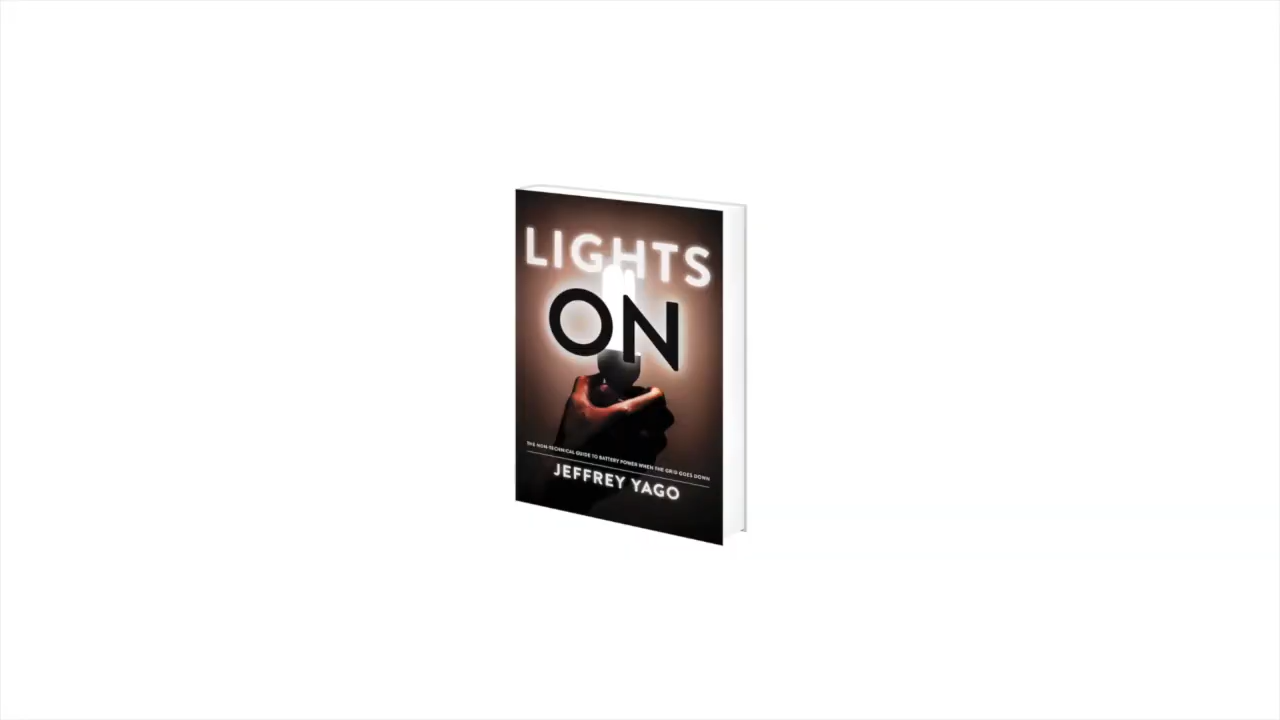 LIGHTS
ON
THE NON-TECHNICAL GUIDE TO BATTERY POWER WHEN THE GRID GOES DOWN
JEFFREY YAGO